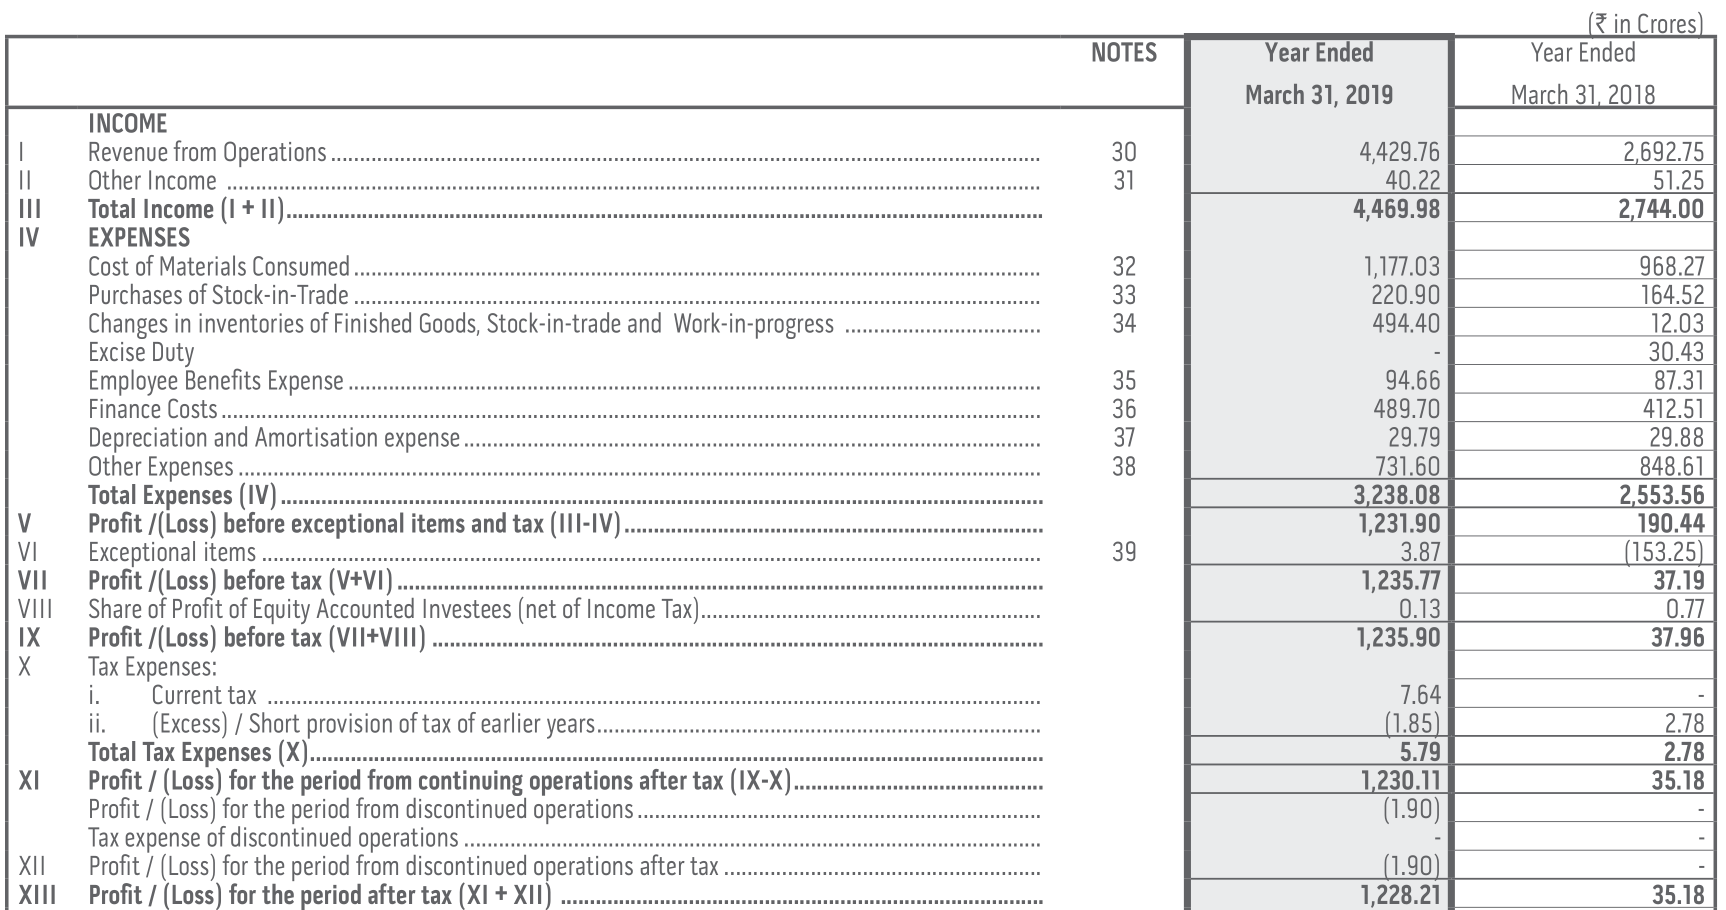 (₹ in Crores)
NOTES Year Ended Year Ended
March 31, 2019 March 31, 2018
INCOME
I Revenue from Operations 30 4,429.76 2,692.75
II Other Income 31 40.22 51.25
III Total Income (I + II) 4,469.98 2,744.00
IV EXPENSES
Cost of Materials Consumed 32 1,177.03 968.27
Purchases of Stock-in-Trade 33 220.90 164.52
Changes in inventories of Finished Goods, Stock-in-trade and Work-in-progress 34 494.40 12.03
Excise Duty - 30.43
Employee Benefits Expense 35 94.66 87.31
Finance Costs 36 489.70 412.51
Depreciation and Amortisation expense 37 29.79 29.88
Other Expenses 38 731.60 848.61
Total Expenses (IV) 3,238.08 2,553.56
V Profit /(Loss) before exceptional items and tax (III-IV) 1,231.90 190.44
VI Exceptional items 39 3.87 (153.25)
VII Profit /(Loss) before tax (V+VI) 1,235.77 37.19
VIII Share of Profit of Equity Accounted Investees (net of Income Tax) 0.13 0.77
IX Profit /(Loss) before tax (VII+VIII) 1,235.90 37.96
X Tax Expenses:
i. Current tax 7.64 -
ii. (Excess) / Short provision of tax of earlier years (1.85) 2.78
Total Tax Expenses (X) 5.79 2.78
XI Profit / (Loss) for the period from continuing operations after tax (IX-X) 1,230.11 35.18
Profit / (Loss) for the period from discontinued operations (1.90) -
Tax expense of discontinued operations - -
XII Profit / (Loss) for the period from discontinued operations after tax (1.90) -
XIII Profit / (Loss) for the period after tax (XI + XII) 1,228.21 35.18